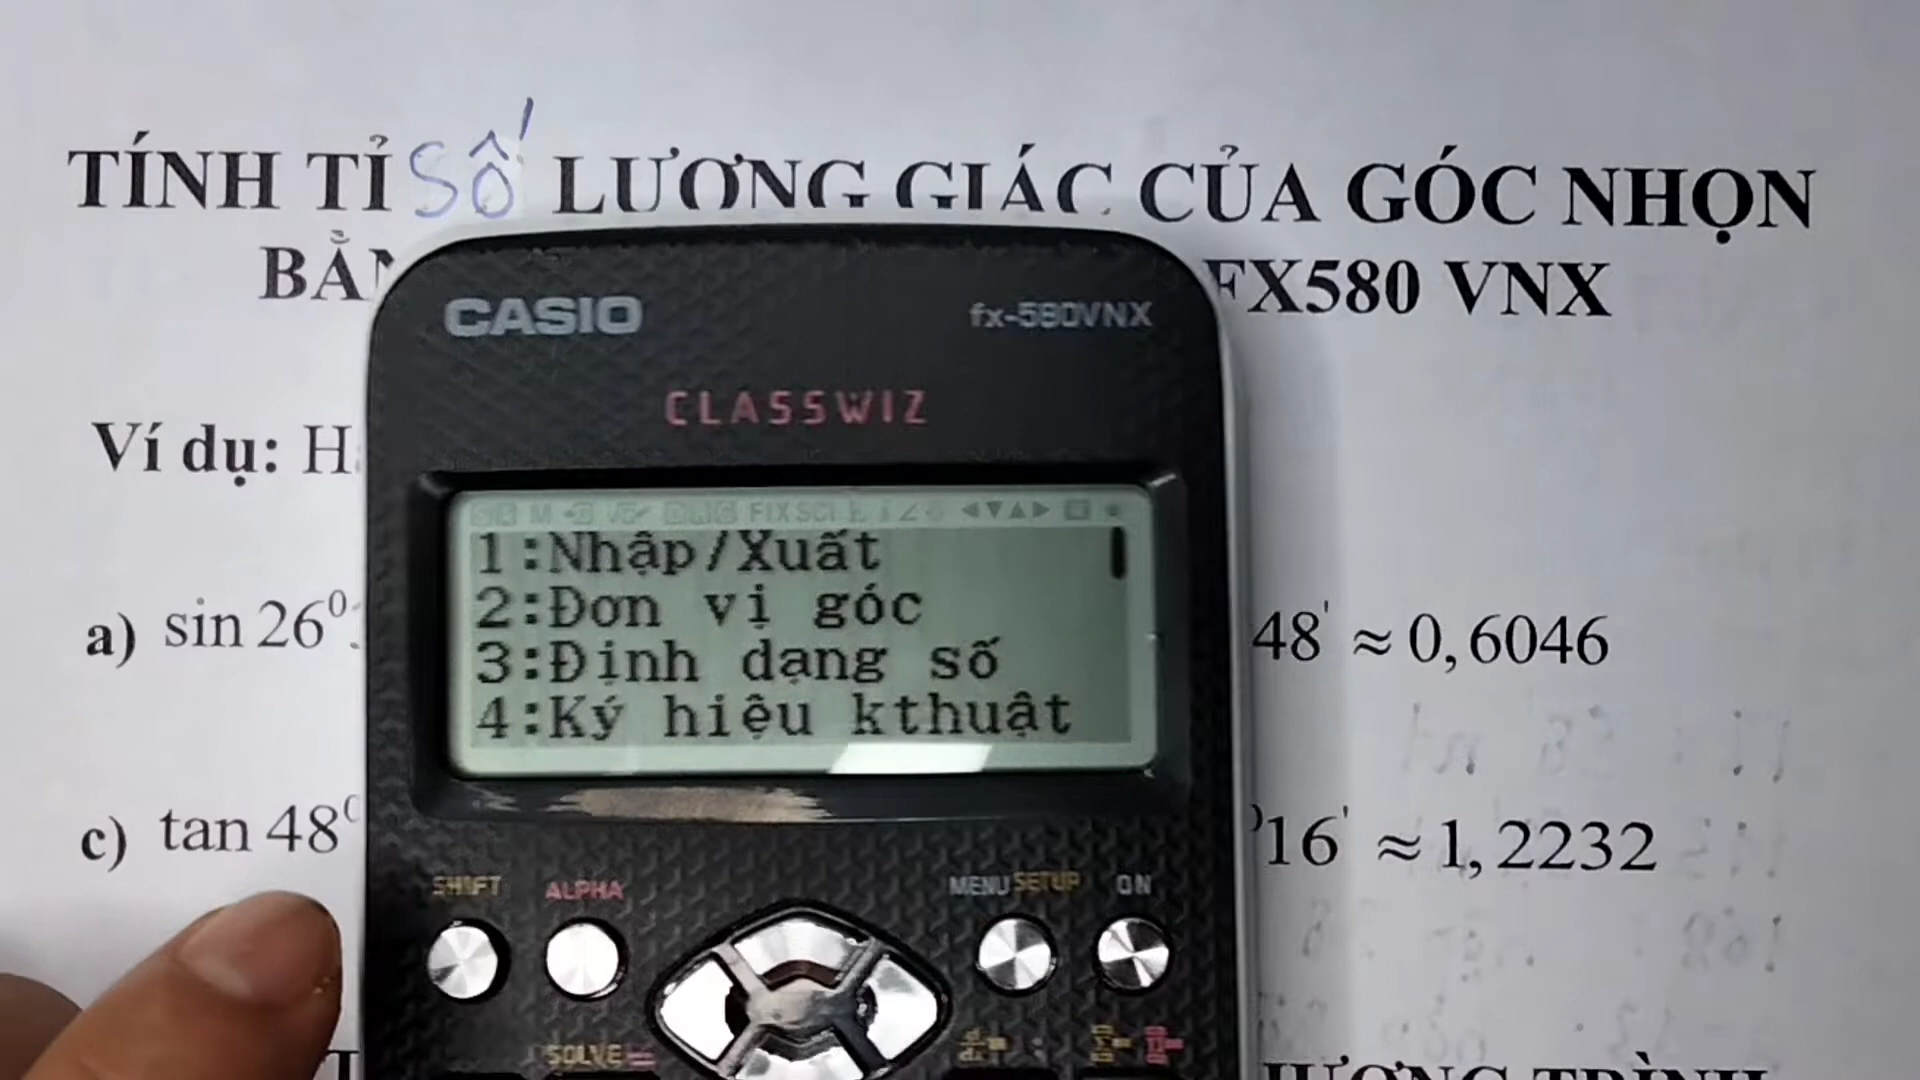 TÍNH TỈ Số LƯỢNG GIÁC CỦA GÓC NHỌN
FX580 VNX
CASIO fx-580VNX
CLASSWIZ
Ví dụ:
1:Nhập/Xuất
2:Đơn vị góc
3:Định dạng số
4:Ký hiệu kthuật
a) sin 26⁰ 48' ≈ 0,6046
c) tan 48⁰ 16' ≈ 1,2232
SHIFT ALPHA MENU SETUP ON
SOLVE =